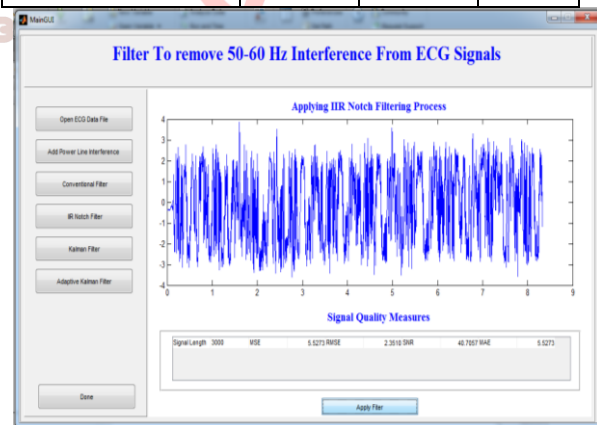 MainGUI
Filter To remove 50-60 Hz Interference From ECG Signals
Open ECG Data File
Add Power Line Interference
Conventional Filter
IIR Notch Filter
Kalman Filter
Adaptive Kalman Filter
Done
Applying IIR Notch Filtering Process
4
3
2
1
0
-1
-2
-3
-4
0 1 2 3 4 5 6 7 8 9
Signal Quality Measures
Signal Length 3000 MSE 5.5273 RMSE 2.3510 SNR 40.7057 MAE 5.5273
Apply Filter